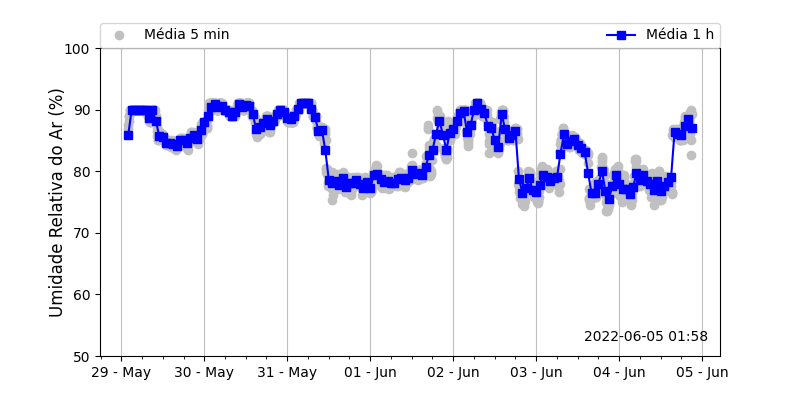 Média 5 min
Média 1 h
Umidade Relativa do Ar (%)
100
90
80
70
60
50
2022-06-05 01:58
29 - May
30 - May
31 - May
01 - Jun
02 - Jun
03 - Jun
04 - Jun
05 - Jun